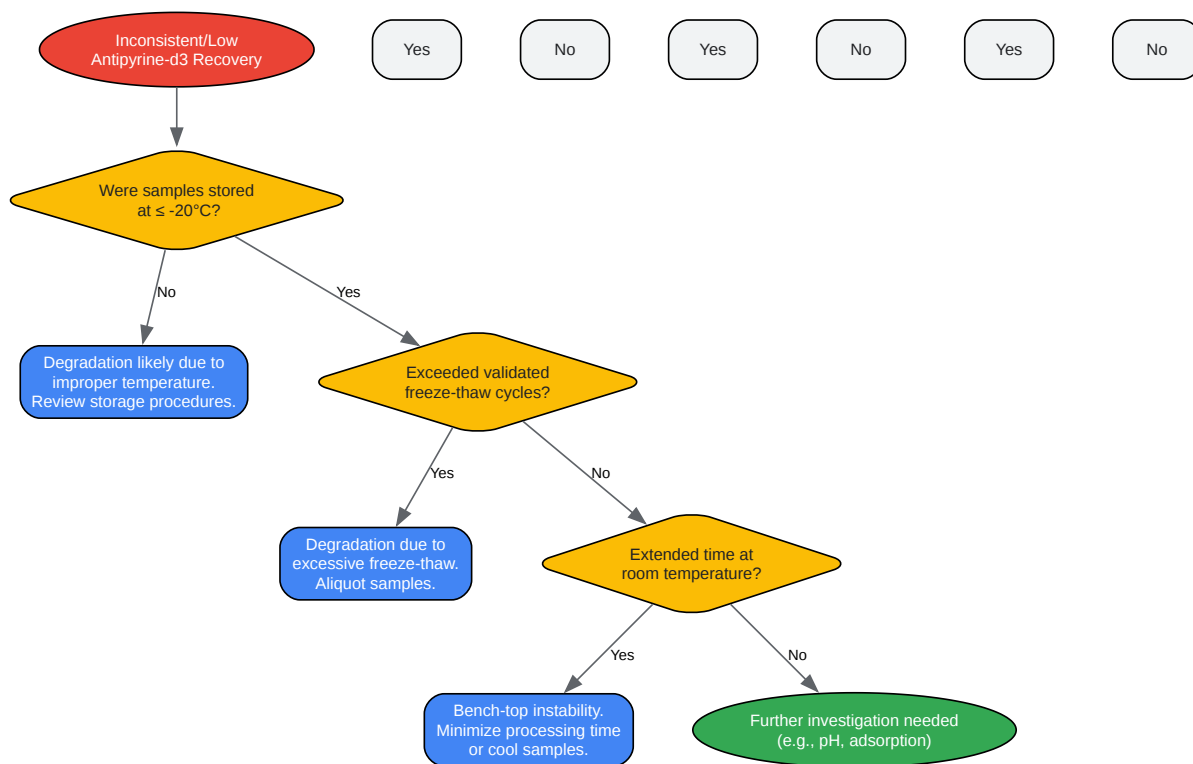 Inconsistent/Low
Antipyrine-d3 Recovery
Yes
No
Yes
No
Yes
No
Were samples stored
at ≤ -20°C?
No
Yes
Degradation likely due to
improper temperature.
Review storage procedures.
Exceeded validated
freeze-thaw cycles?
Yes
No
Degradation due to
excessive freeze-thaw.
Aliquot samples.
Extended time at
room temperature?
Yes
No
Bench-top instability.
Minimize processing time
or cool samples.
Further investigation needed
(e.g., pH, adsorption)